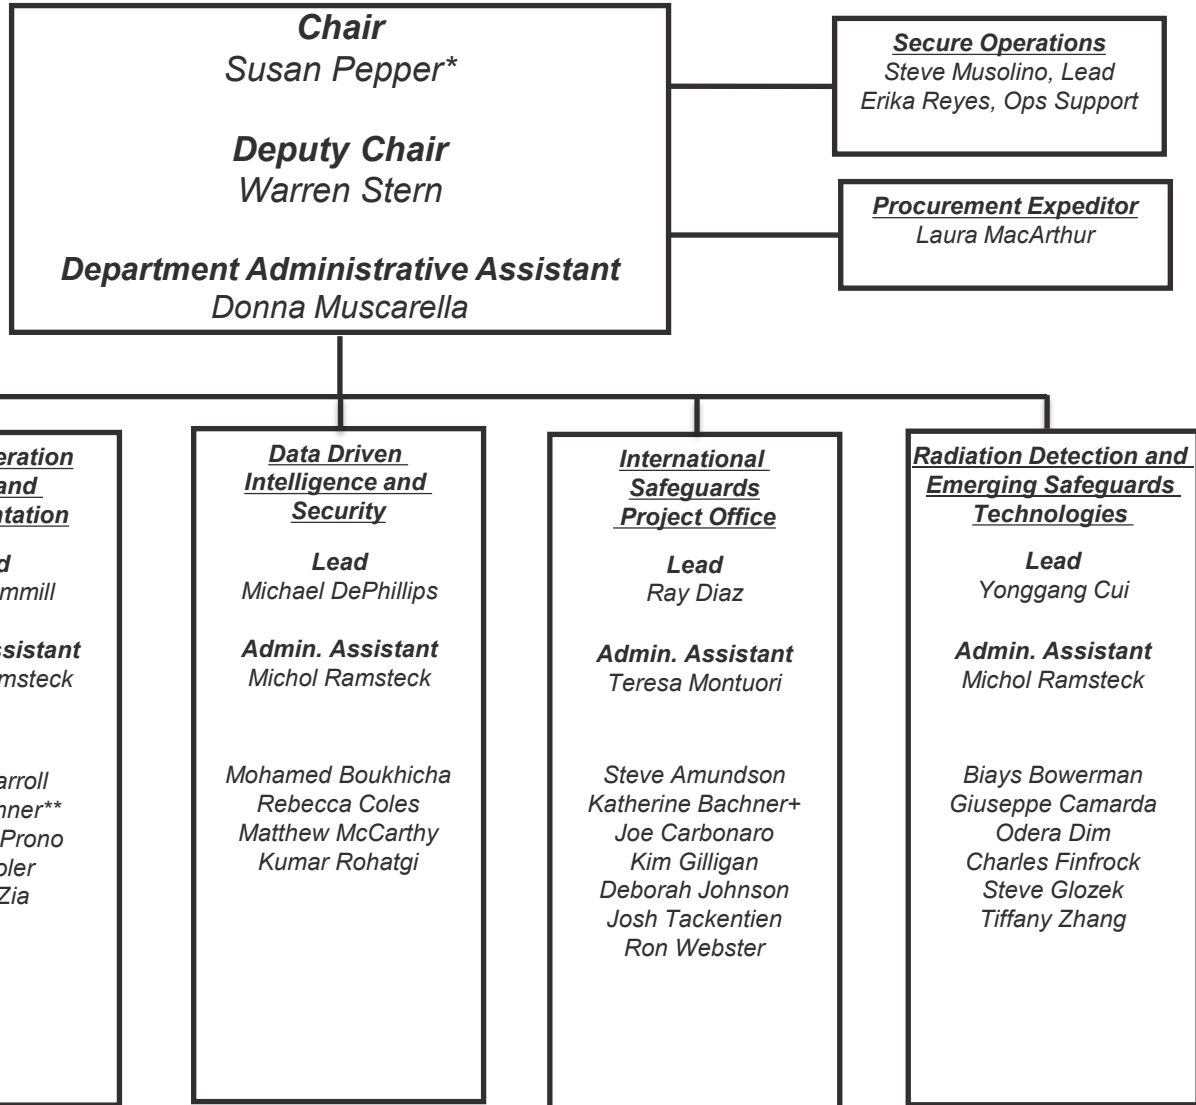 Chair
Susan Pepper*
Deputy Chair
Warren Stern
Department Administrative Assistant
Donna Muscarella
Secure Operations
Steve Musolino, Lead
Erika Reyes, Ops Support
Procurement Expeditor
Laura MacArthur
and
Prono
Zia
Data Driven
Intelligence and
Security
Lead
Michael DePhillips
Admin. Assistant
Michol Ramsteck
Mohamed Boukhicha
Rebecca Coles
Matthew McCarthy
Kumar Rohatgi
International
Safeguards
Project Office
Lead
Ray Diaz
Admin. Assistant
Teresa Montuori
Steve Amundson
Katherine Bachner+
Joe Carbonaro
Kim Gilligan
Deborah Johnson
Josh Tackentien
Ron Webster
Radiation Detection and
Emerging Safeguards
Technologies
Lead
Yonggang Cui
Admin. Assistant
Michol Ramsteck
Biays Bowerman
Giuseppe Camarda
Odera Dim
Charles Finfrock
Steve Glozek
Tiffany Zhang